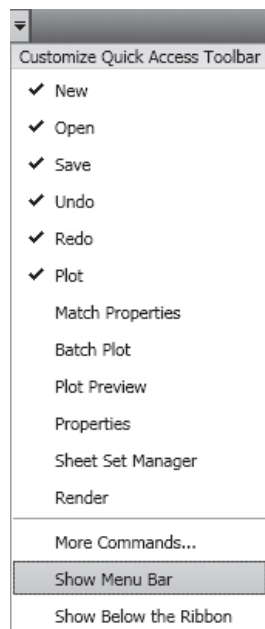 Customize Quick Access Toolbar
New
Open
Save
Undo
Redo
Plot
Match Properties
Batch Plot
Plot Preview
Properties
Sheet Set Manager
Render
More Commands...
Show Menu Bar
Show Below the Ribbon